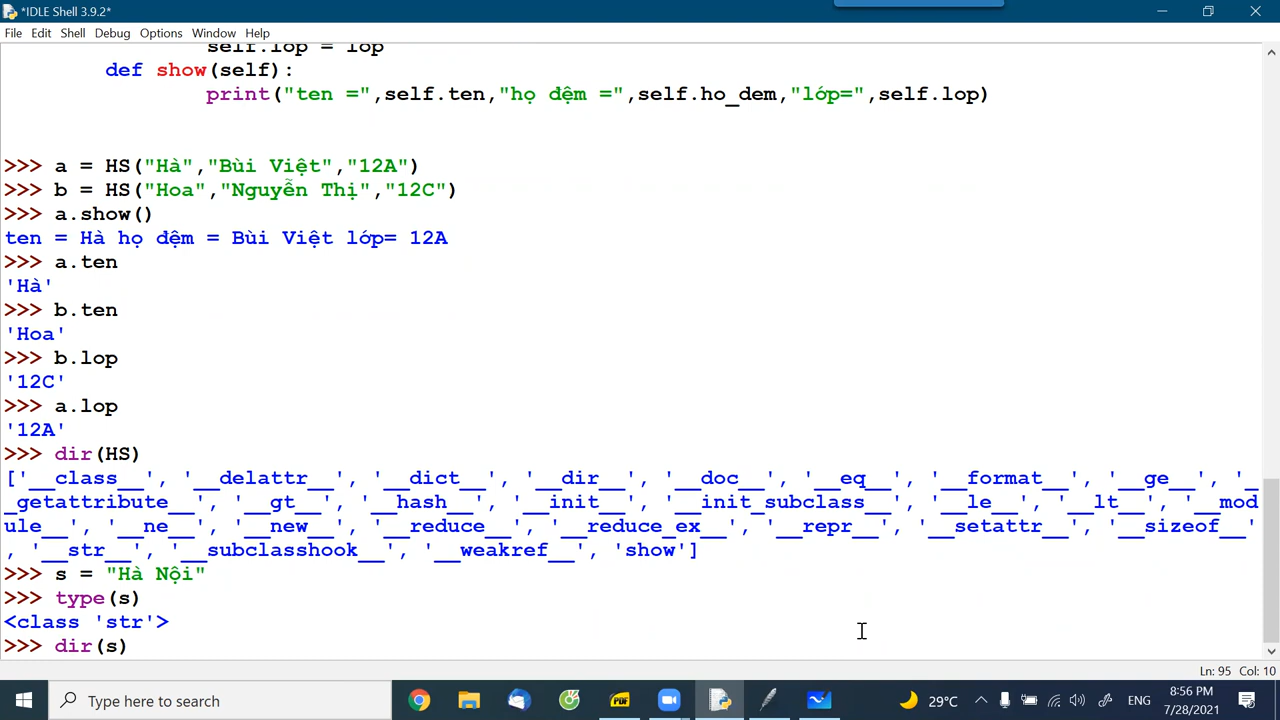 *IDLE Shell 3.9.2*
File Edit Shell Debug Options Window Help
self.lop = lop
def show(self):
print("ten =",self.ten,"họ đệm =",self.ho_dem,"lớp=",self.lop)
>>> a = HS("Hà","Bùi Việt","12A")
>>> b = HS("Hoa","Nguyễn Thị","12C")
>>> a.show()
ten = Hà họ đệm = Bùi Việt lớp= 12A
>>> a.ten
'Hà'
>>> b.ten
'Hoa'
>>> b.lop
'12C'
>>> a.lop
'12A'
>>> dir(HS)
['__class__', '__delattr__', '__dict__', '__dir__', '__doc__', '__eq__', '__format__', '__ge__', '_
_getattribute__', '__gt__', '__hash__', '__init__', '__init_subclass__', '__le__', '__lt__', '__mod
ule__', '__ne__', '__new__', '__reduce__', '__reduce_ex__', '__repr__', '__setattr__', '__sizeof__'
, '__str__', '__subclasshook__', '__weakref__', 'show']
>>> s = "Hà Nội"
>>> type(s)
<class 'str'>
>>> dir(s)
Ln: 95 Col: 10
Type here to search
PDF
29°C
ENG
8:56 PM
7/28/2021